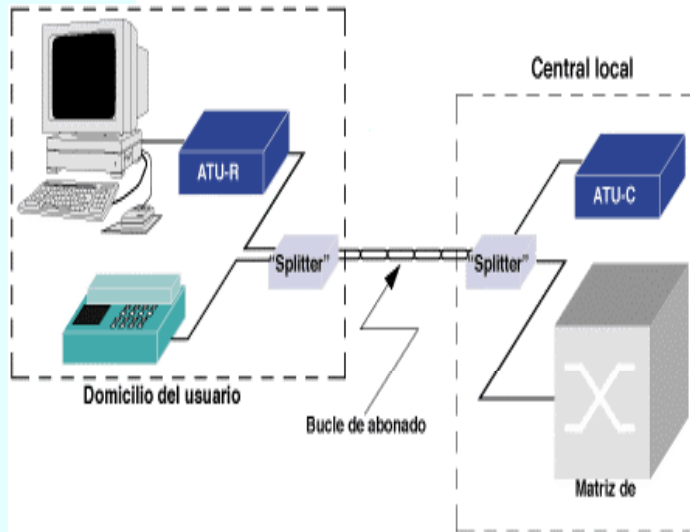 Central local
ATU-R
ATU-C
"Splitter"
"Splitter"
Domicilio del usuario
Bucle de abonado
Matriz de